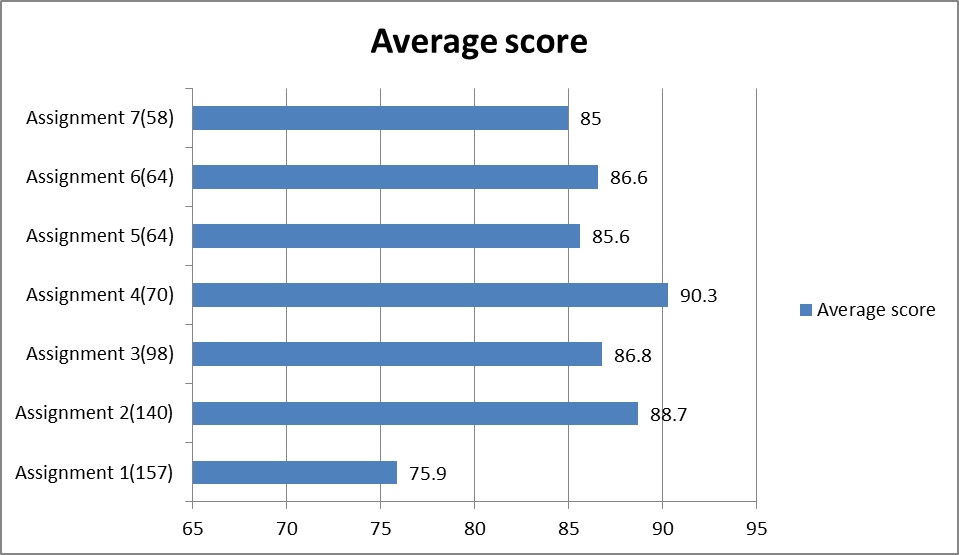 Average score
Assignment 7(58)
85
Assignment 6(64)
86.6
Assignment 5(64)
85.6
Assignment 4(70)
90.3
Average score
Assignment 3(98)
86.8
Assignment 2(140)
88.7
Assignment 1(157)
75.9
65 70 75 80 85 90 95